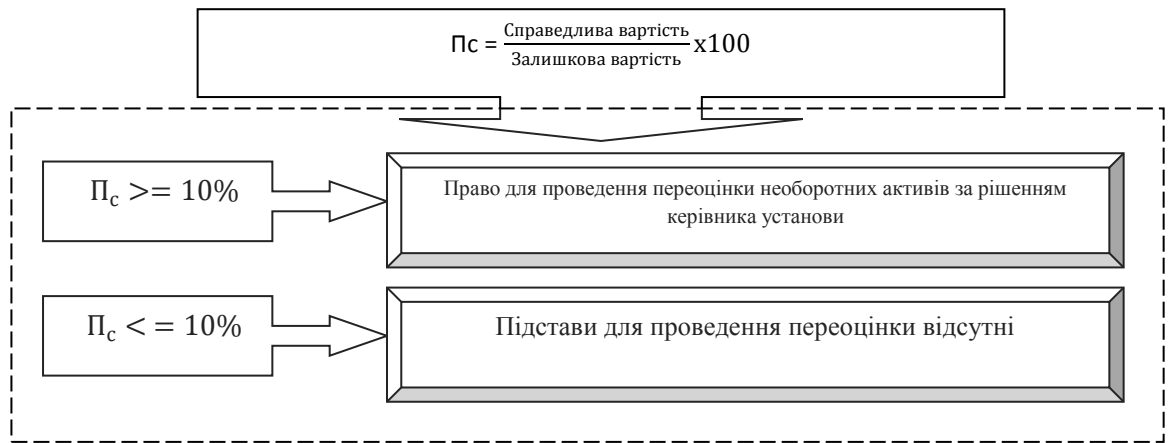 Пс = Справедлива вартість / Залишкова вартість х100
Пс >= 10%
Право для проведення переоцінки необоротних активів за рішенням
керівника установи
Пс < = 10%
Підстави для проведення переоцінки відсутні